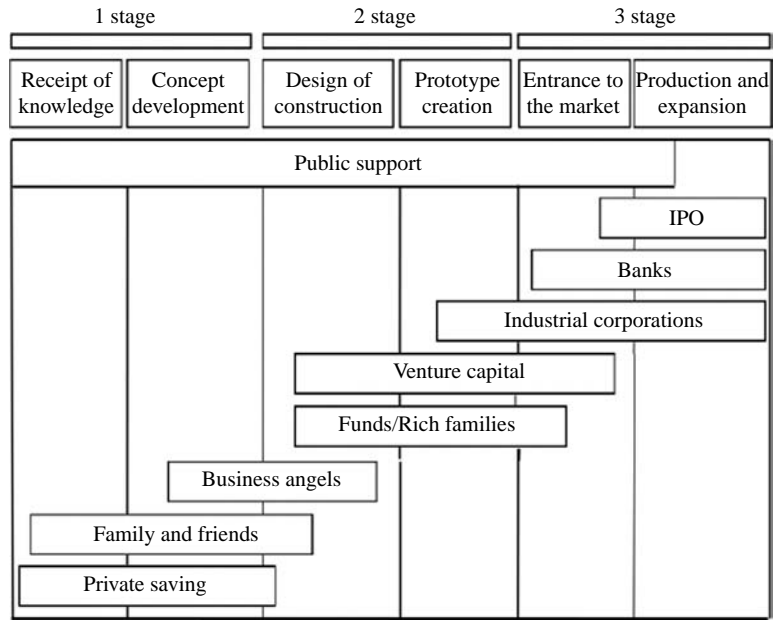 1 stage
2 stage
3 stage
Receipt of
knowledge
Concept
development
Design of
construction
Prototype
creation
Entrance to
the market
Production and
expansion
Public support
IPO
Banks
Industrial corporations
Venture capital
Funds/Rich families
Business angels
Family and friends
Private saving